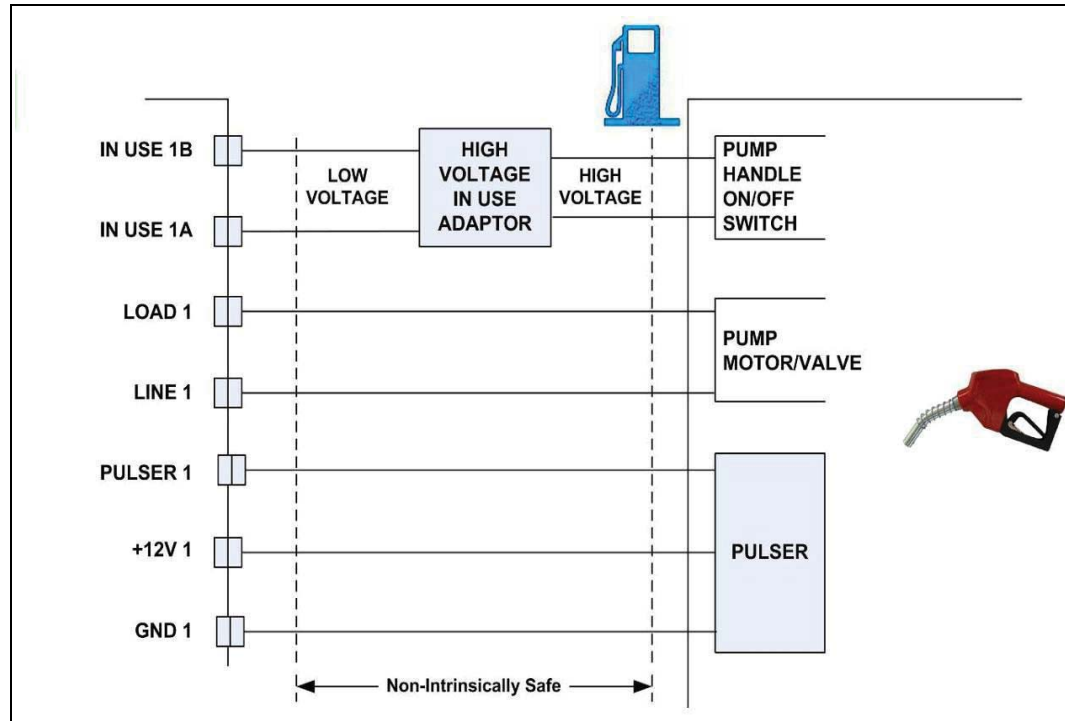 IN USE 1B
IN USE 1A
LOAD 1
LINE 1
PULSER 1
+12V 1
GND 1
LOW
VOLTAGE
HIGH
VOLTAGE
IN USE
ADAPTOR
HIGH
VOLTAGE
PUMP
HANDLE
ON/OFF
SWITCH
PUMP
MOTOR/VALVE
PULSER
Non-Intrinsically Safe